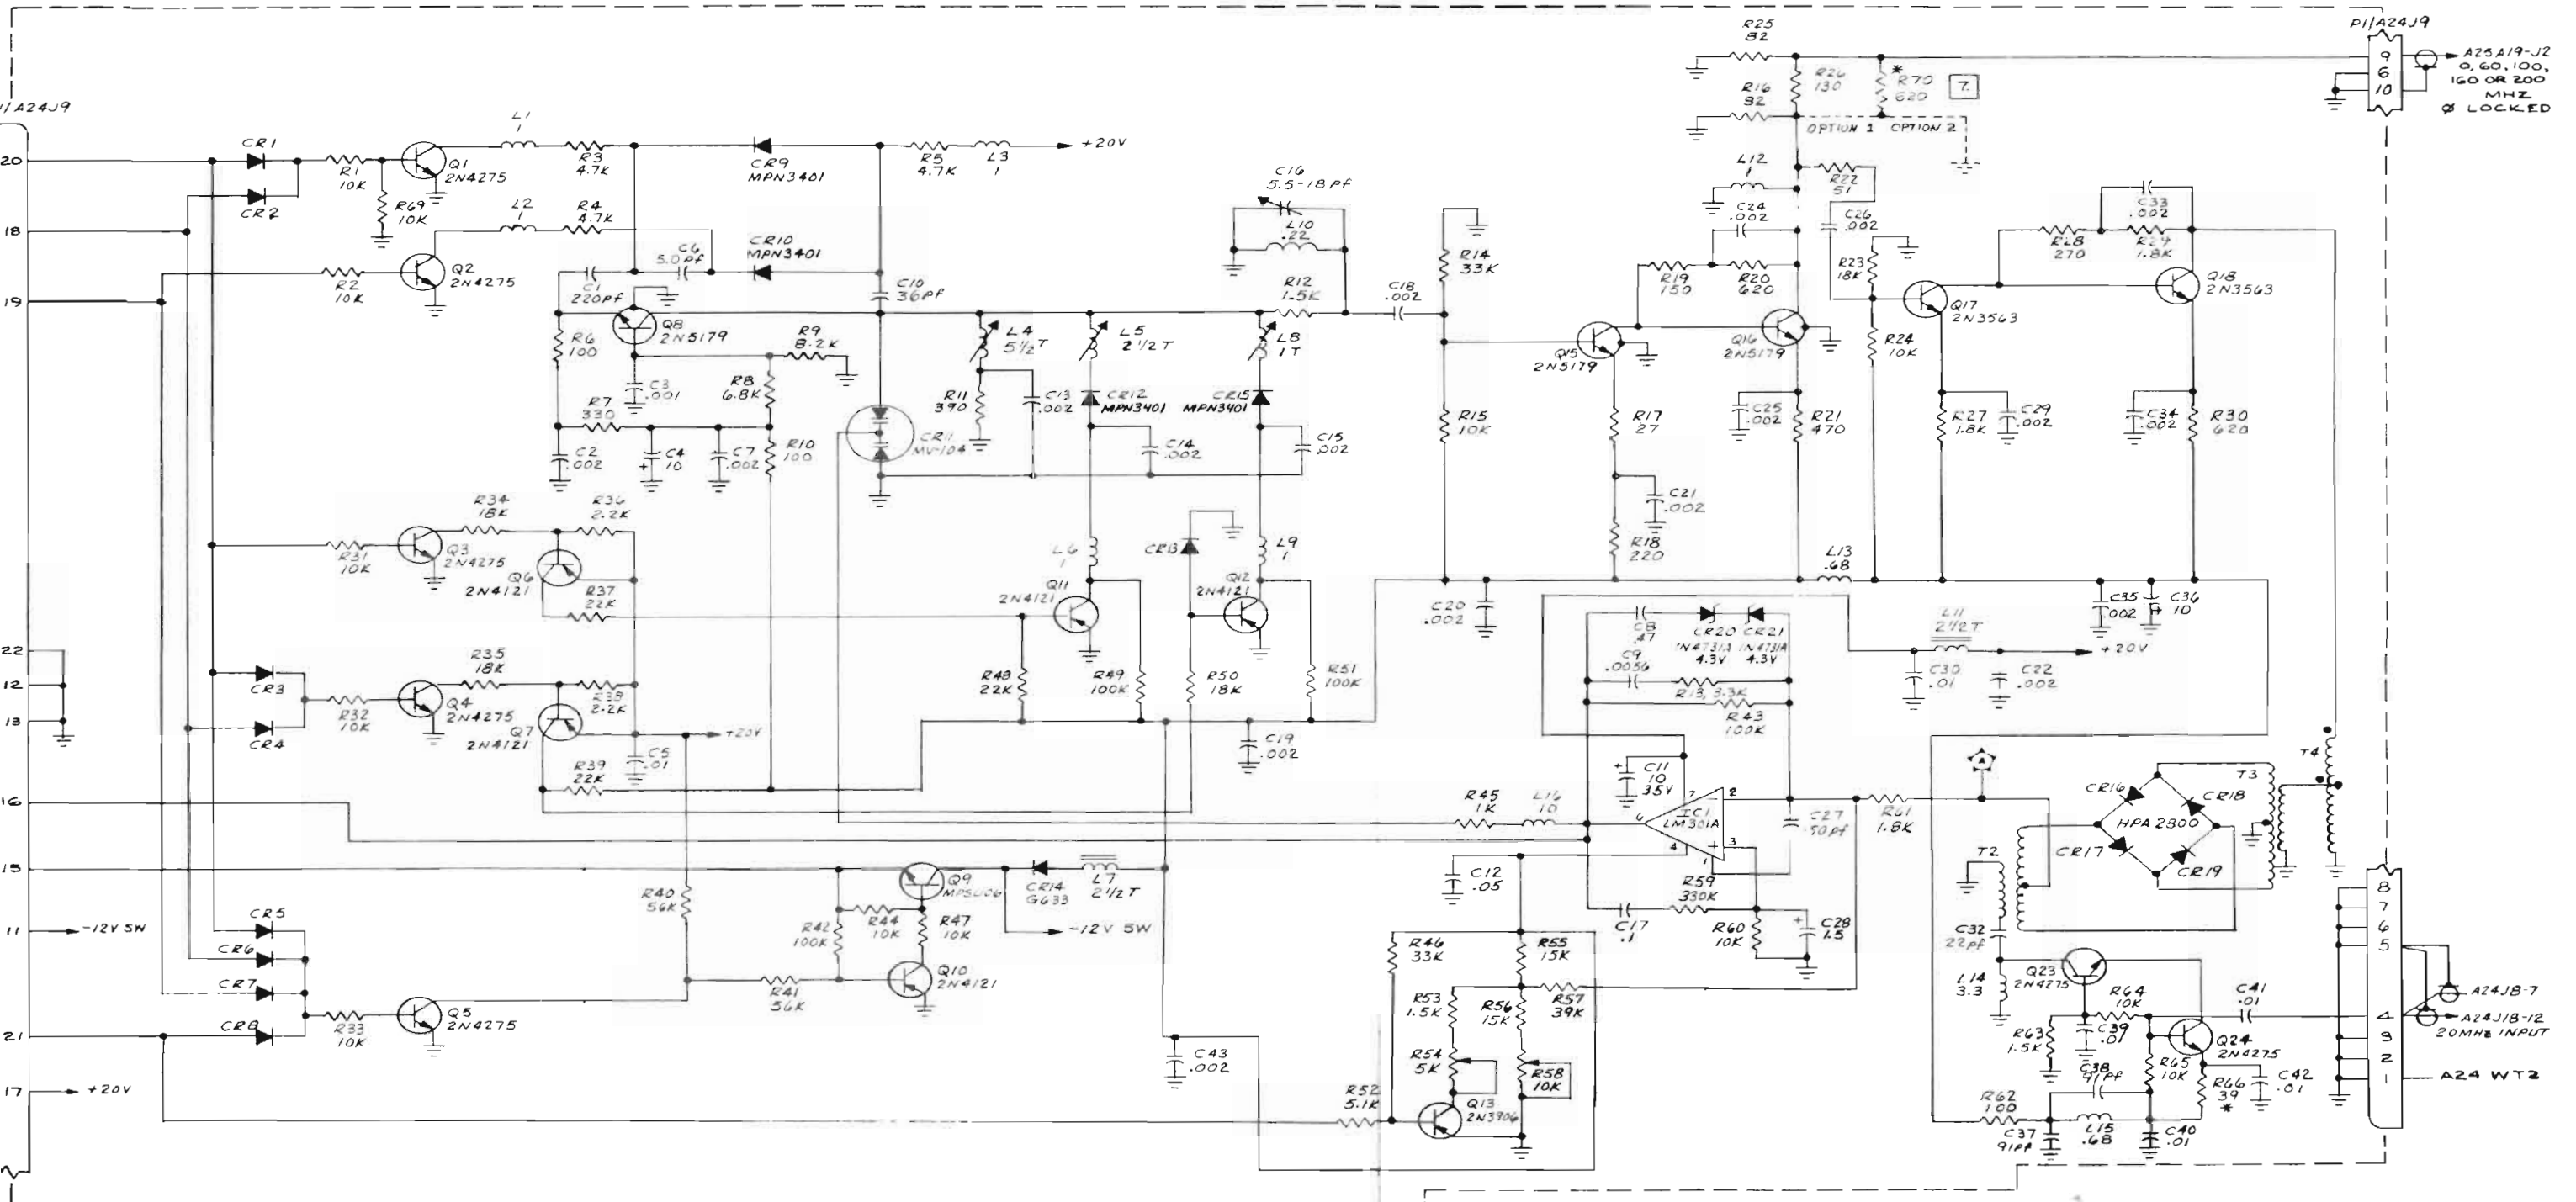 P1/A24J9
9
6
10
A25A19-J2
0,60,100,
160 OR 200
MHZ
Ø LOCKED
R25
82
R26
130
*
R70
620
7
R16
82
OPTION 1 OPTION 2
1/A24J9
20
18
19
22
12
13
16
15
11
21
17
CR1
CR2
R1
10K
R69
10K
Q1
2N4275
L1
1
R3
4.7K
CR9
MPN3401
R5
4.7K
L3
1
+20V
R2
10K
Q2
2N4275
L2
1
R4
4.7K
C6
5.0pf
CR10
MPN3401
C1
220pf
C10
36pf
C16
5.5-18 Pf
L10
.22
R12
1.5K
C18
.002
R14
33K
R6
100
Q8
2N5179
R9
8.2K
C3
.001
R8
6.8K
R7
330
C2
.002
C4
10
C7
.002
R10
100
CR11
MV-104
L4
5½T
L5
2½T
L8
1T
R11
390
C13
.002
CR12
MPN3401
CR15
MPN3401
C14
.002
C15
.002
R15
10K
L12
1
R22
51
C24
.002
C26
.002
R19
150
R20
620
R23
18K
Q15
2N5179
Q16
2N5179
R24
10K
Q17
2N3563
R28
270
C33
.002
R29
1.8K
Q18
2N3563
R17
27
C21
.002
R18
220
C25
.002
R21
470
R27
1.8K
C29
.002
C34
.002
R30
620
L13
.68
R31
10K
Q3
2N4275
R34
18K
R36
2.2K
Q6
2N4121
R37
22K
CR3
CR4
R32
10K
Q4
2N4275
R35
18K
R38
2.2K
Q7
2N4121
+20V
C5
.01
R39
22K
L6
1
Q11
2N4121
CR13
L9
1
Q12
2N4121
R48
22K
R49
100K
R50
18K
R51
100K
C19
.002
C20
.002
C8
.47
CR20 CR21
1N4731A 1N4731A
4.3V 4.3V
C9
.0056
R13, 3.3K
R43
100K
L11
2½T
+20V
C30
.01
C22
.002
C35
.002
C36
10
C11
10
35V
7
2
IC1
LM301A
6
4
1
3
R45
1K
L16
10
C27
50pf
R61
1.8K
A
CR16
CR18
HPA 2800
CR17
CR19
T2
T3
T4
C12
.05
R59
330K
C17
.1
R60
10K
C28
1.5
-12V SW
CR5
CR6
CR7
CR8
R33
10K
Q5
2N4275
R40
56K
R41
56K
R42
100K
R44
10K
R47
10K
Q9
MPSU06
CR14
G633
L7
2½T
-12V SW
Q10
2N4121
+20V
C43
.002
R52
5.1K
R46
33K
R55
15K
R53
1.5K
R56
15K
R57
39K
R54
5K
R58
10K
Q13
2N3906
C32
22pf
L14
3.3
Q23
2N4275
R64
10K
C41
.01
R63
1.5K
C39
.01
C38
91Pf
R65
10K
Q24
2N4275
R66
39
*
C42
.01
R62
100
C37
91Pf
L15
.68
C40
.01
8
7
6
5
4
3
2
1
A24J8-7
A24J18-12
20MHz INPUT
A24 WT2